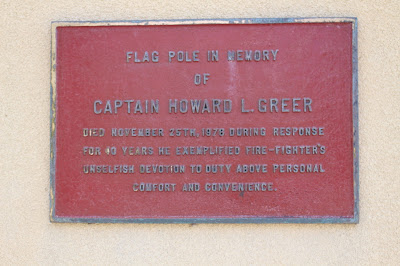 FLAG POLE IN MEMORY
OF
CAPTAIN HOWARD L. GREER
DIED NOVEMBER 25TH, 1979 DURING RESPONSE
FOR 40 YEARS HE EXEMPLIFIED FIRE-FIGHTER'S
UNSELFISH DEVOTION TO DUTY ABOVE PERSONAL
COMFORT AND CONVENIENCE.